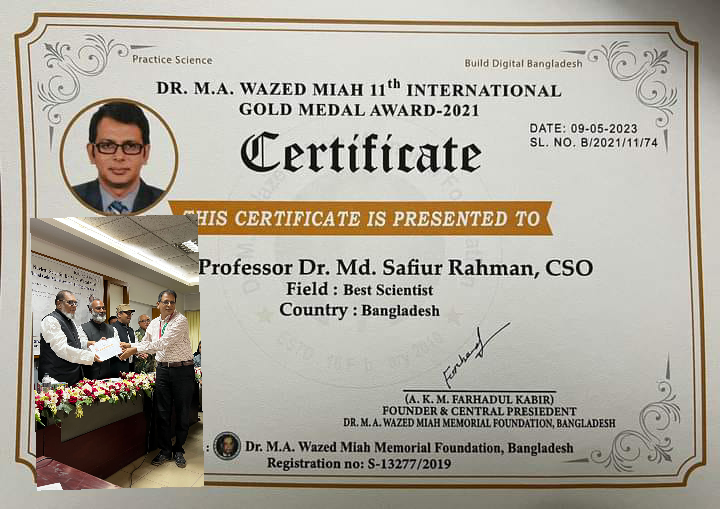 Practice Science
Build Digital Bangladesh
DR. M.A. WAZED MIAH 11th INTERNATIONAL
GOLD MEDAL AWARD-2021
DATE: 09-05-2023
SL. NO. B/2021/11/74
Certificate
THIS CERTIFICATE IS PRESENTED TO
Professor Dr. Md. Safiur Rahman, CSO
Field : Best Scientist
Country : Bangladesh
Farhad
(A. K. M. FARHADUL KABIR)
FOUNDER & CENTRAL PRESIEDENT
DR. M. A. WAZED MIAH MEMORIAL FOUNDATION, BANGLADESH
: Dr. M.A. Wazed Miah Memorial Foundation, Bangladesh
Registration no: S-13277/2019